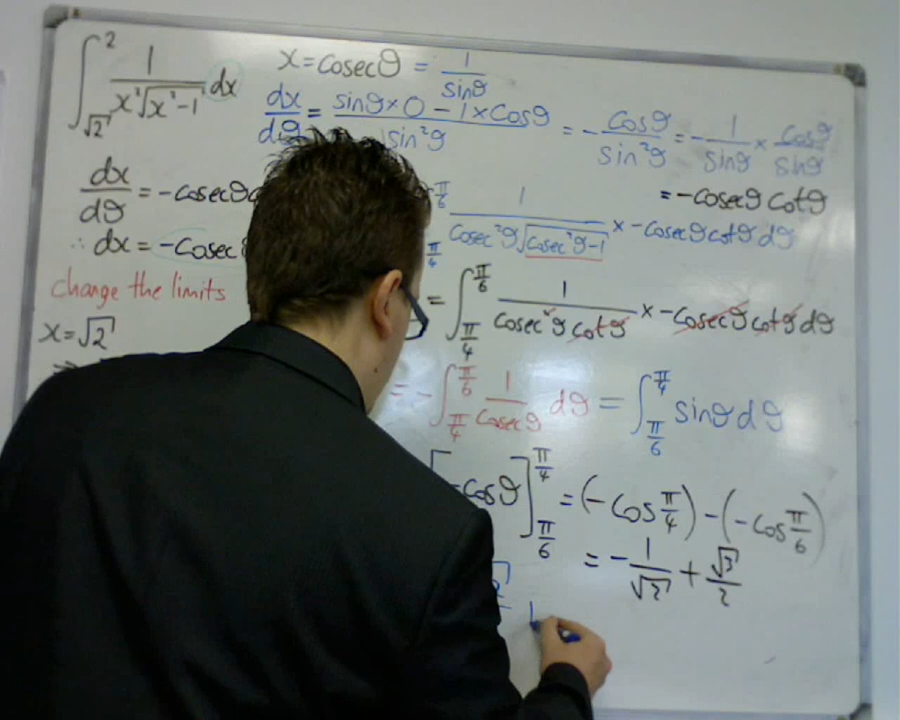 ∫_{√2}^{2} 1/(x²√(x²-1)) dx
x = cosecϑ = 1/sinϑ
dx/dϑ = (sinϑ×0 - 1×cosϑ)/sin²ϑ = -cosϑ/sin²ϑ = -1/sinϑ × cosϑ/sinϑ
= -cosecϑ cotϑ
dx/dϑ = -cosecϑ
∴ dx = -cosec
π/6 π/4 1/(cosec²ϑ√(cosec²ϑ-1)) × -cosecϑcotϑ dϑ
change the limits
x = √2
= ∫_{π/4}^{π/6} 1/(cosec²ϑ cotϑ) × -cosecϑ cotϑ dϑ
= -∫_{π/4}^{π/6} 1/cosecϑ dϑ = ∫_{π/6}^{π/4} sinϑ dϑ
[-cosϑ]_{π/6}^{π/4} = (-cos π/4) - (-cos π/6)
= -1/√2 + √3/2